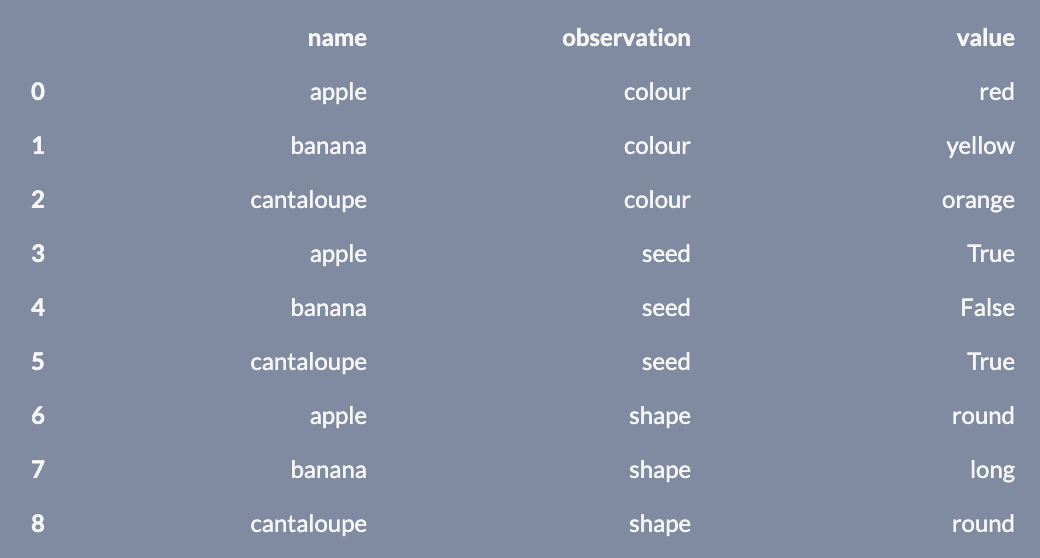 name observation value
0 apple colour red
1 banana colour yellow
2 cantaloupe colour orange
3 apple seed True
4 banana seed False
5 cantaloupe seed True
6 apple shape round
7 banana shape long
8 cantaloupe shape round